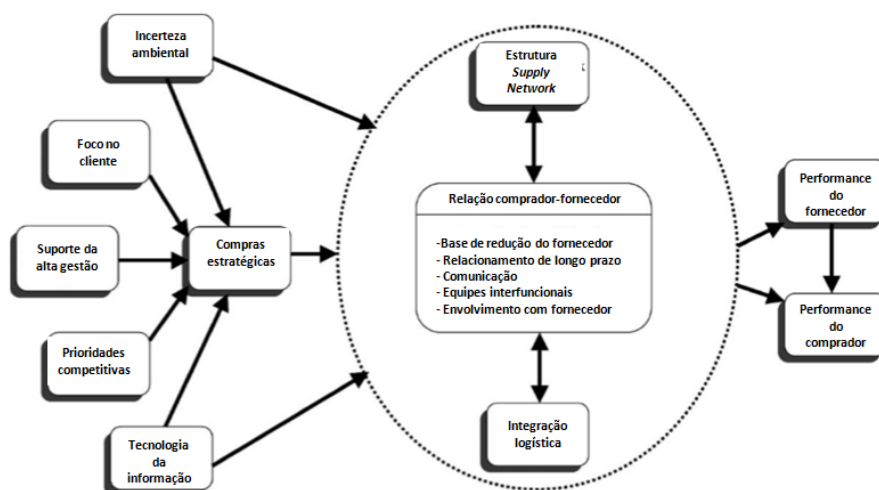 Incerteza
ambiental
Foco no
cliente
Suporte da
alta gestão
Prioridades
competitivas
Tecnologia
da
informação
Compras
estratégicas
Estrutura
Supply
Network
Relação comprador-fornecedor
-Base de redução do fornecedor
- Relacionamento de longo prazo
- Comunicação
- Equipes interfuncionais
- Envolvimento com fornecedor
Integração
logística
Performance
do
fornecedor
Performance
do
comprador